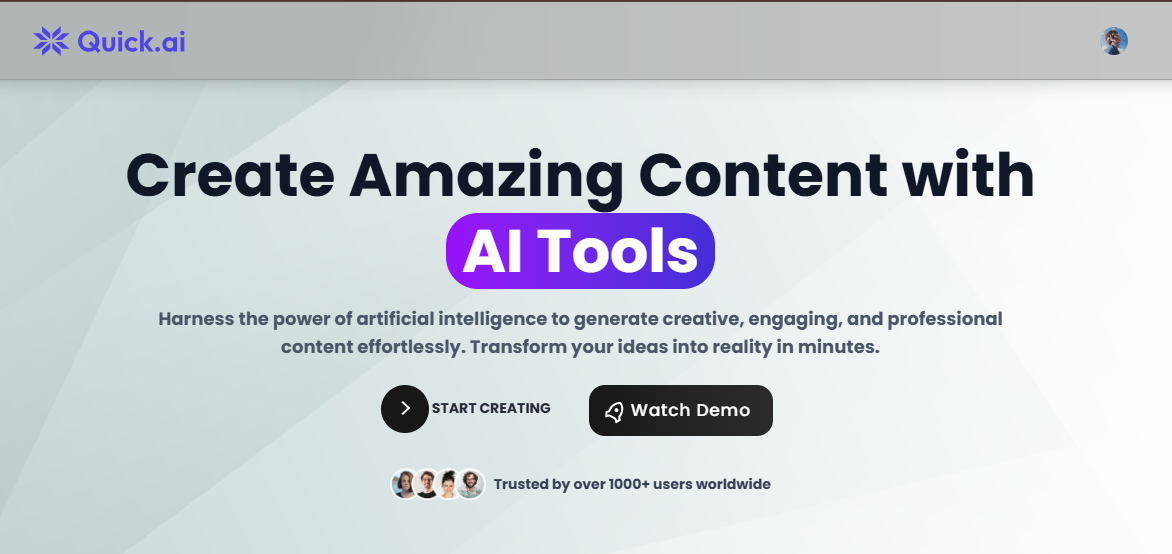 Quick.ai
Create Amazing Content with
AI Tools
Harness the power of artificial intelligence to generate creative, engaging, and professional
content effortlessly. Transform your ideas into reality in minutes.
START CREATING
Watch Demo
Trusted by over 1000+ users worldwide